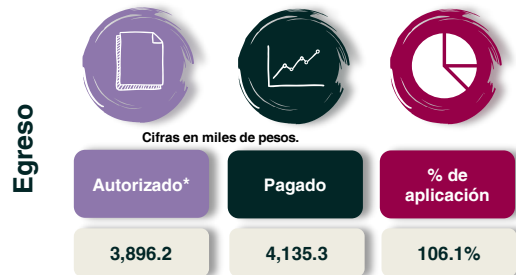 Egreso
Cifras en miles de pesos.
Autorizado*
Pagado
% de
aplicación
3,896.2
4,135.3
106.1%